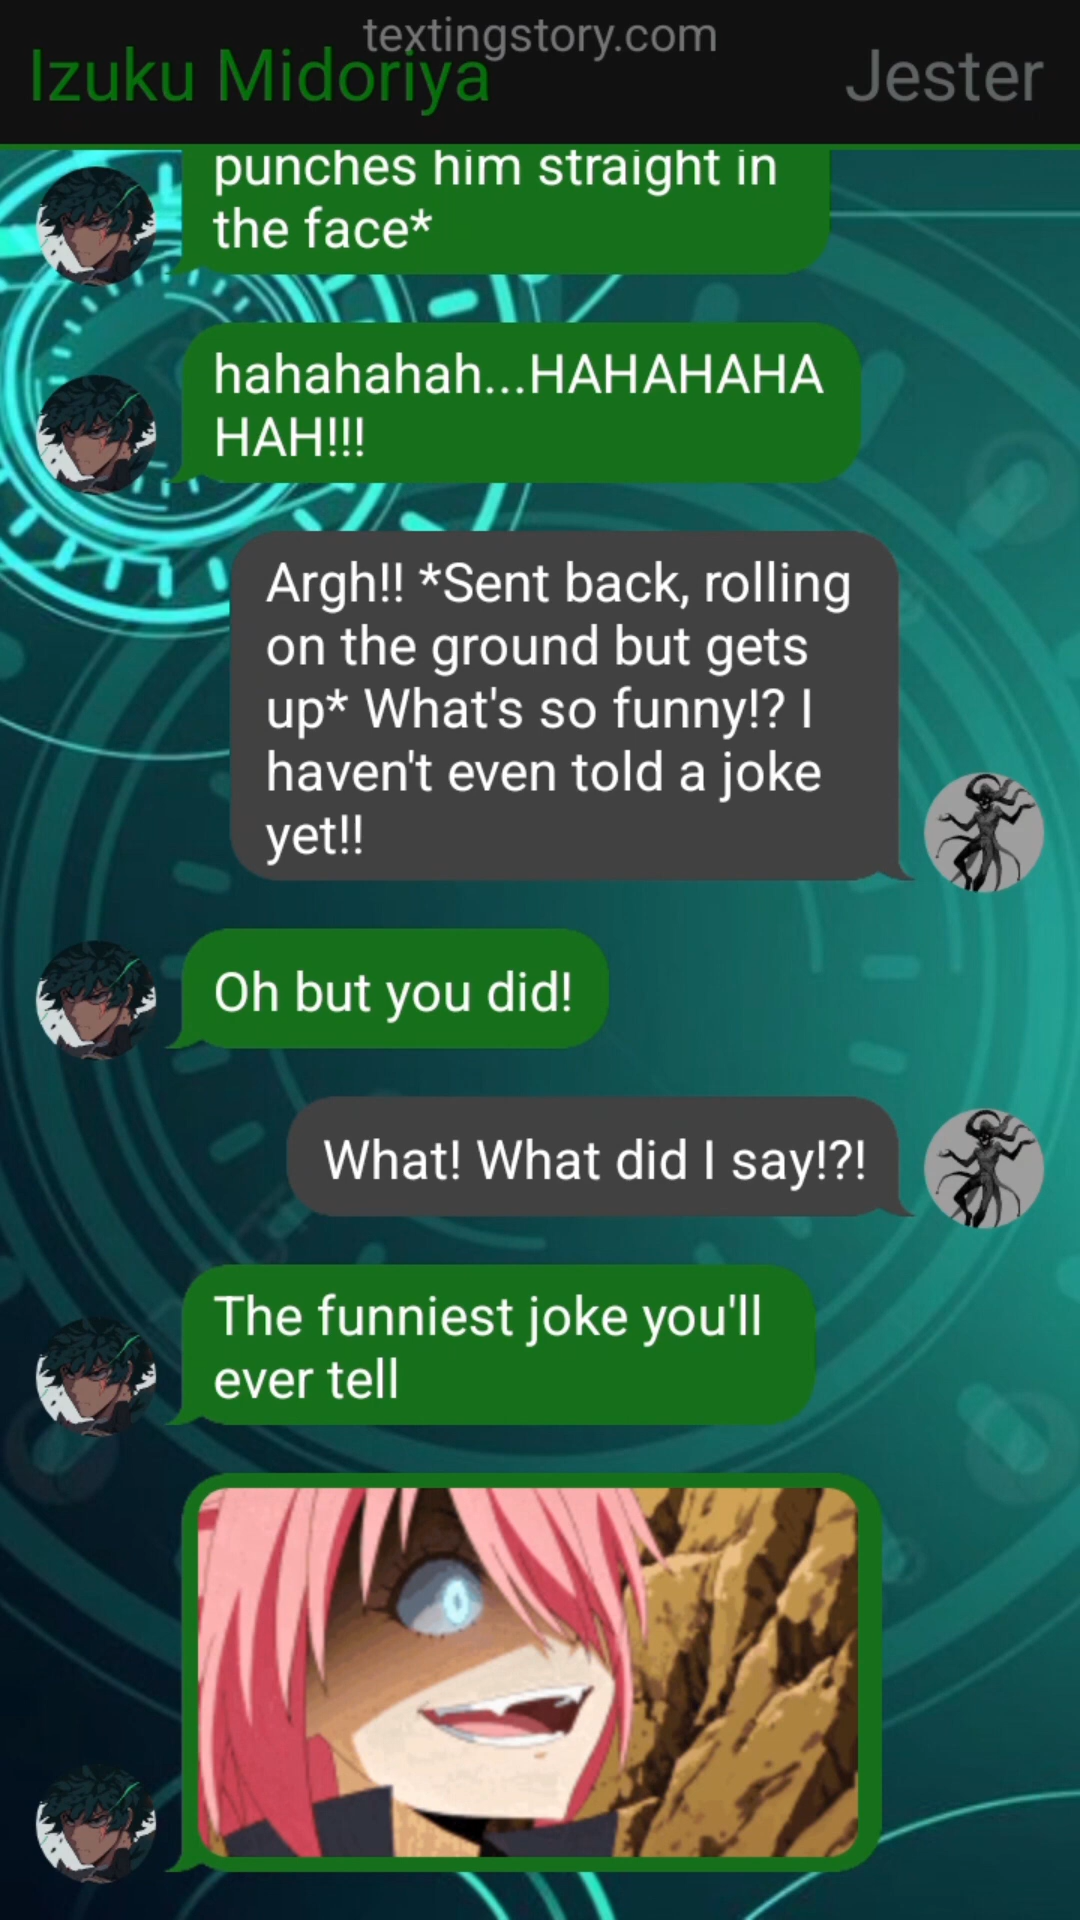 textingstory.com
Izuku Midoriya
Jester
punches him straight in
the face*
hahahahah...HAHAHAHA
HAH!!!
Argh!! *Sent back, rolling
on the ground but gets
up* What's so funny!? I
haven't even told a joke
yet!!
Oh but you did!
What! What did I say!?!
The funniest joke you'll
ever tell